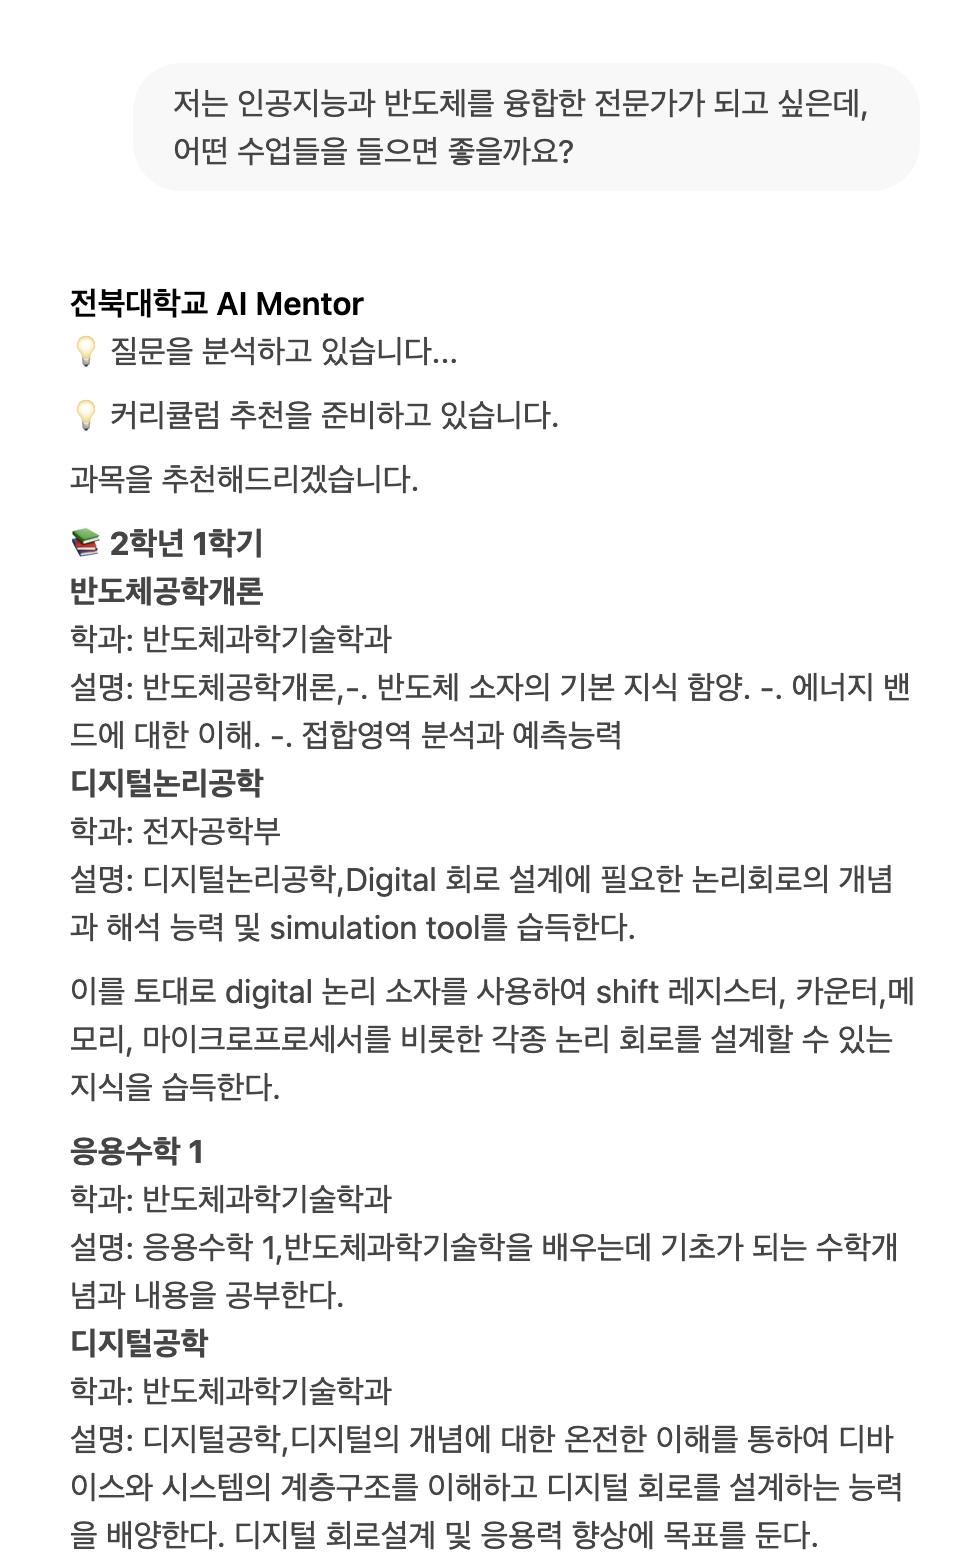 저는 인공지능과 반도체를 융합한 전문가가 되고 싶은데,
어떤 수업들을 들으면 좋을까요?
전북대학교 AI Mentor
💡 질문을 분석하고 있습니다...
💡 커리큘럼 추천을 준비하고 있습니다.
과목을 추천해드리겠습니다.
📚 2학년 1학기
반도체공학개론
학과: 반도체과학기술학과
설명: 반도체공학개론,-. 반도체 소자의 기본 지식 함양. -. 에너지 밴
드에 대한 이해. -. 접합영역 분석과 예측능력
디지털논리공학
학과: 전자공학부
설명: 디지털논리공학,Digital 회로 설계에 필요한 논리회로의 개념
과 해석 능력 및 simulation tool를 습득한다.
이를 토대로 digital 논리 소자를 사용하여 shift 레지스터, 카운터,메
모리, 마이크로프로세서를 비롯한 각종 논리 회로를 설계할 수 있는
지식을 습득한다.
응용수학 1
학과: 반도체과학기술학과
설명: 응용수학 1,반도체과학기술학을 배우는데 기초가 되는 수학개
념과 내용을 공부한다.
디지털공학
학과: 반도체과학기술학과
설명: 디지털공학,디지털의 개념에 대한 온전한 이해를 통하여 디바
이스와 시스템의 계층구조를 이해하고 디지털 회로를 설계하는 능력
을 배양한다. 디지털 회로설계 및 응용력 향상에 목표를 둔다.